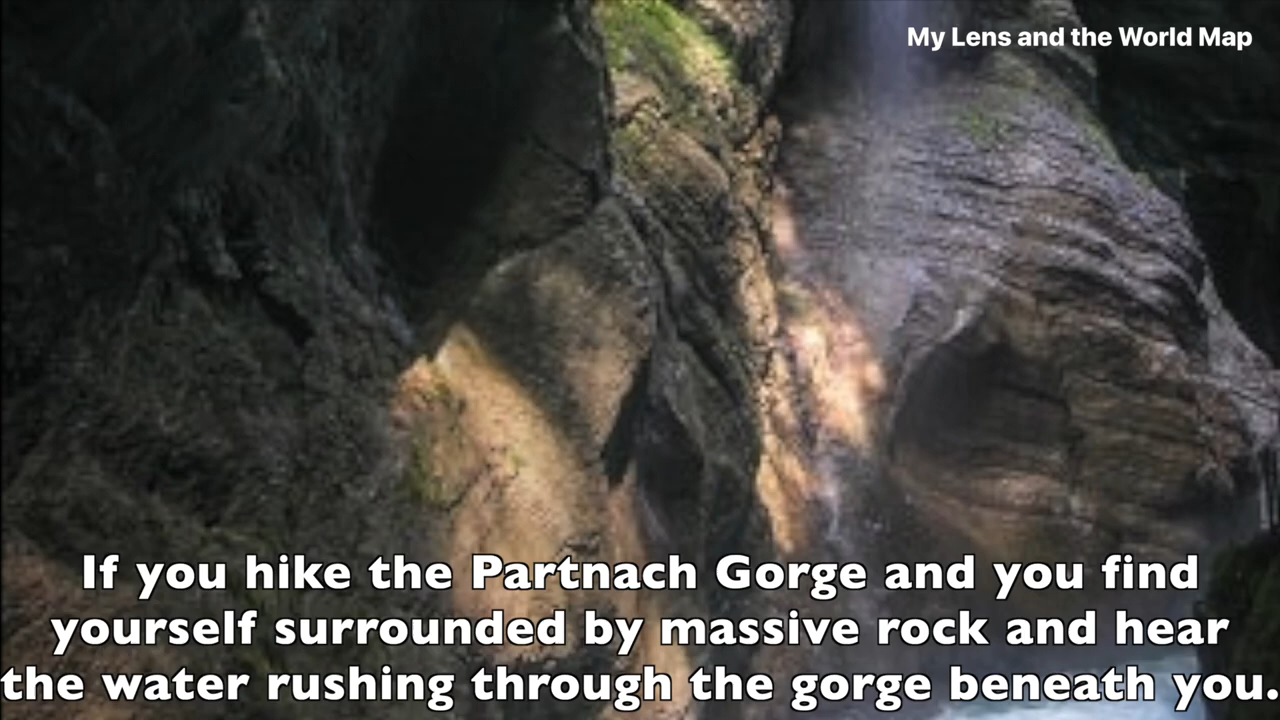 My Lens and the World Map
If you hike the Partnach Gorge and you find
yourself surrounded by massive rock and hear
the water rushing through the gorge beneath you.